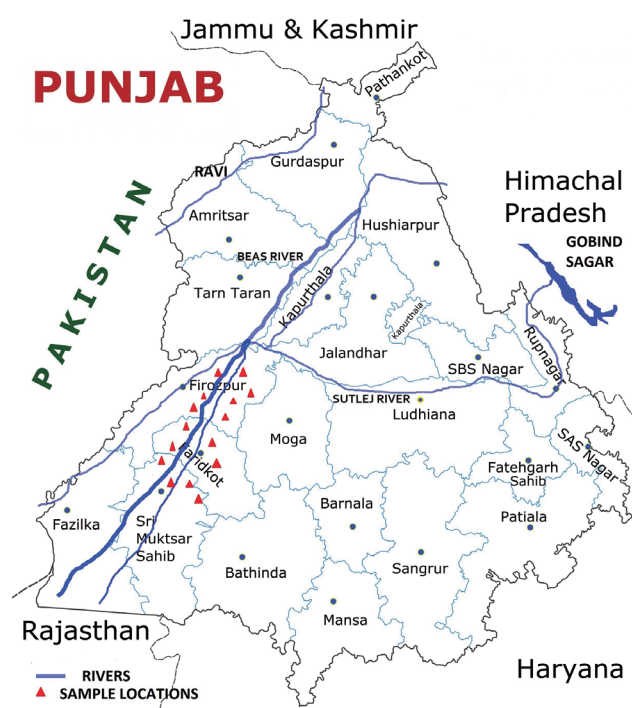 Jammu & Kashmir
PUNJAB
Pathankot
Gurdaspur
RAVI
Himachal
Pradesh
PAKISTAN
Amritsar
Hushiarpur
GOBIND
SAGAR
BEAS RIVER
Tarn Taran
Kapurthala
Kapurthala
Jalandhar
Rupnagar
SBS Nagar
Firozpur
SUTLEJ RIVER
Ludhiana
Moga
Faridkot
SAS Nagar
Fatehgarh
Sahib
Fazilka
Sri
Muktsar
Sahib
Barnala
Patiala
Bathinda
Sangrur
Mansa
Rajasthan
Haryana
RIVERS
SAMPLE LOCATIONS